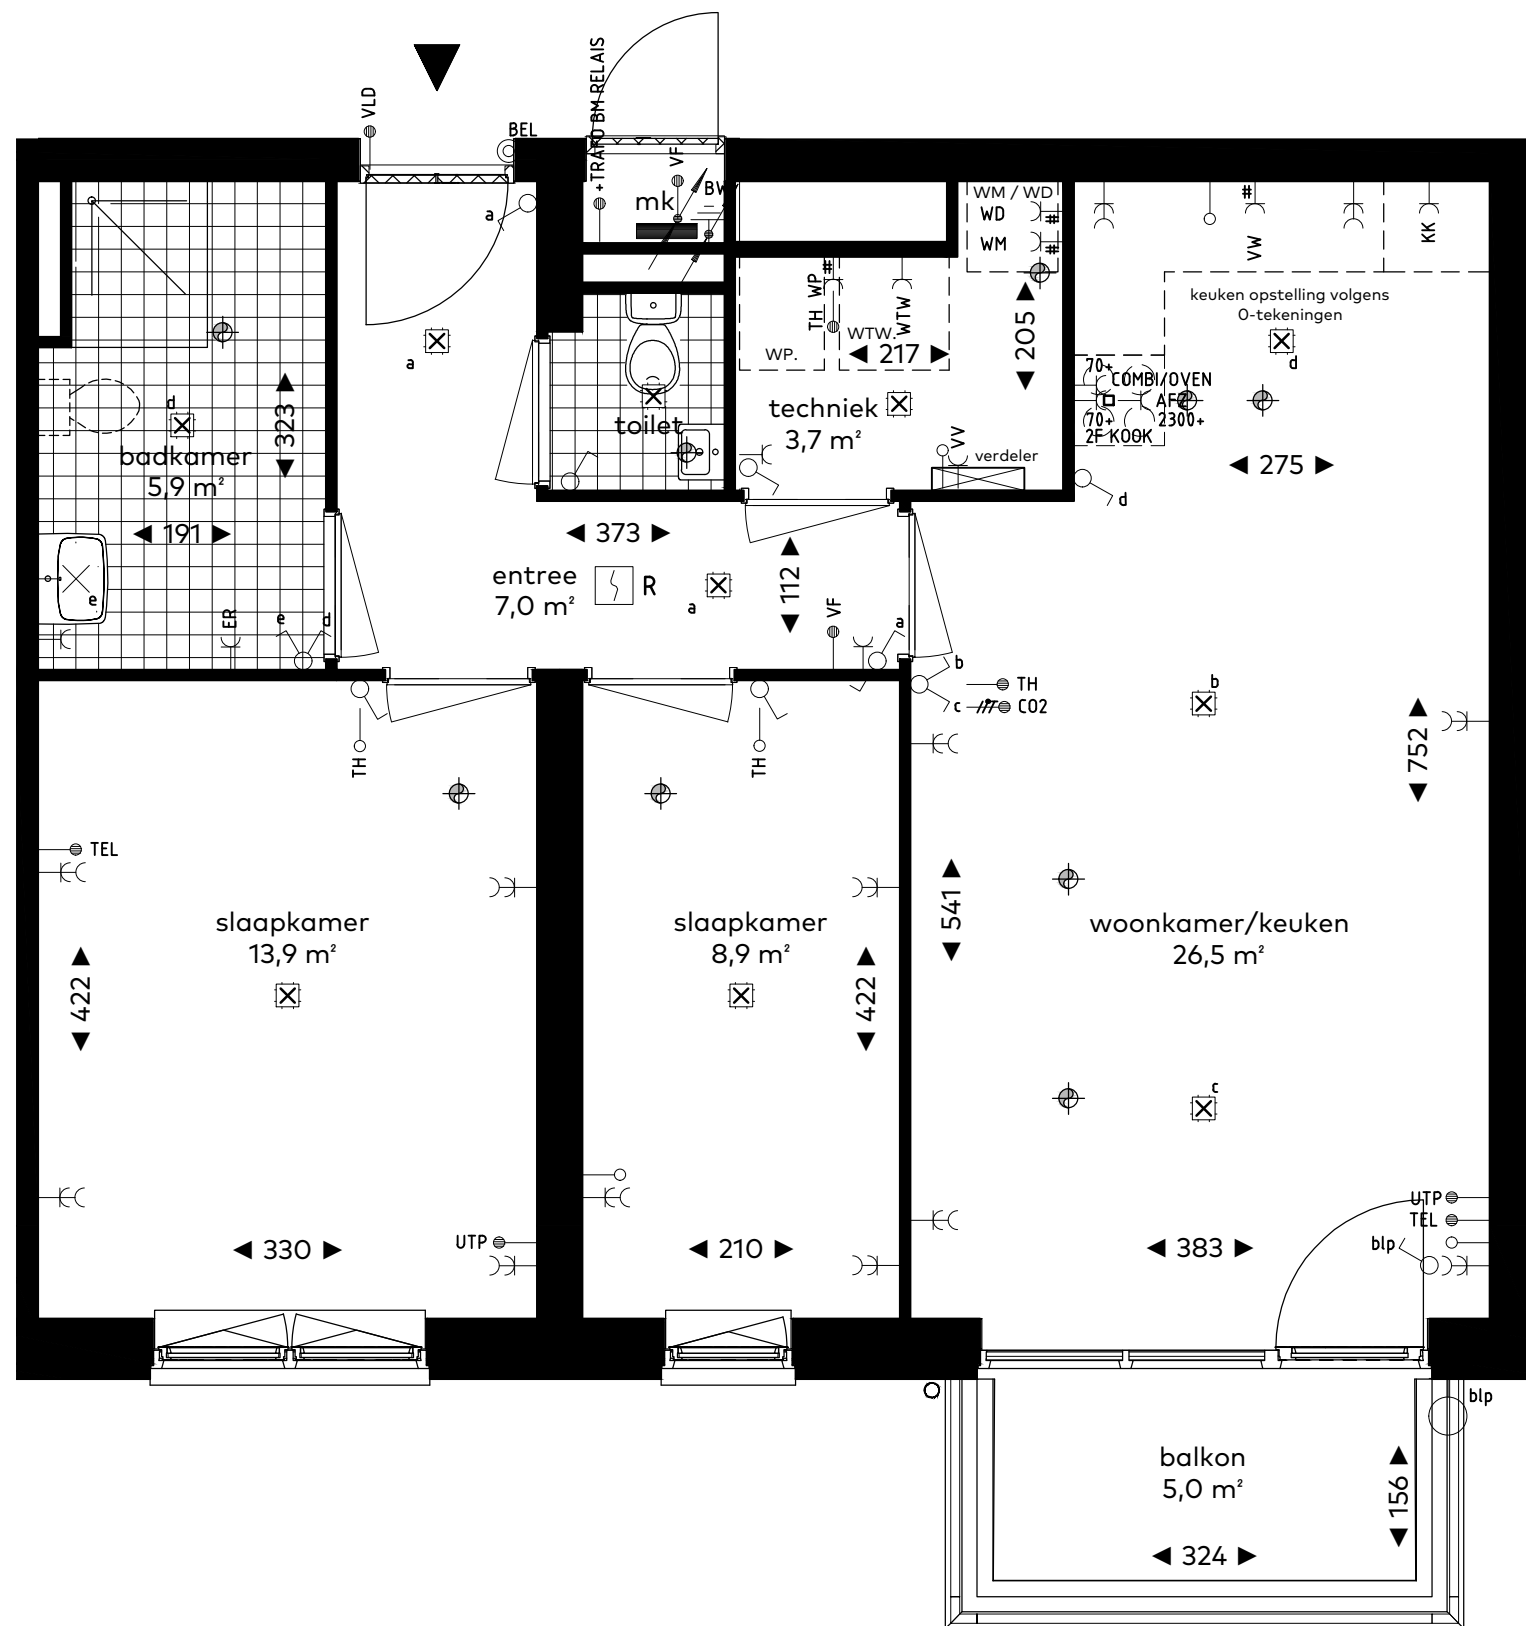 VLD
BEL
+TRAFO BM RELAIS
VF
mk
a
WM / WD
WD
#
WM
#
#
VW
KK
keuken opstelling volgens
0-tekeningen
d
a
TH WP
#
WTW
WTW.
WP.
217
205
70+
COMBI/OVEN
AFZ
70+
2300+
2F KOOK
275
d
d
badkamer
5,9 m²
323
191
e
ER
e
d
toilet
techniek
3,7 m²
VV
verdeler
373
entree
7,0 m²
R
a
112
VF
a
b
c
TH
CO2
b
752
TH
TH
TEL
slaapkamer
13,9 m²
422
330
UTP
slaapkamer
8,9 m²
422
210
541
woonkamer/keuken
26,5 m²
c
383
UTP
TEL
blp
blp
balkon
5,0 m²
156
324